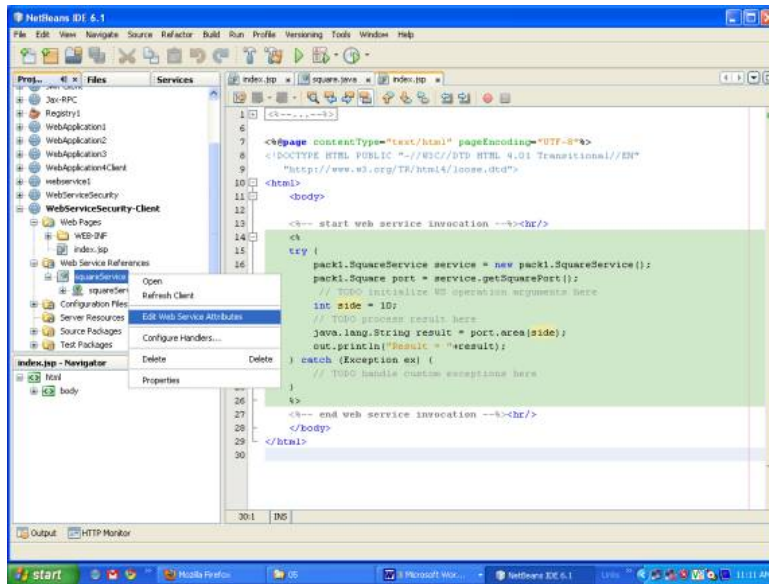 NetBeans IDE 6.1
File Edit View Navigate Source Refactor Build Run Profile Versioning Tools Window Help
Proj... Files Services
index.jsp square.java index.jsp
Jax-RPC
Registry1
WebApplication1
WebApplication2
WebApplication3
WebApplication4Client
webservice1
WebServiceSecurity
WebServiceSecurity-Client
Web Pages
WEB-INF
index.jsp
Web Service References
squareService
squareServ
Configuration Files
Server Resources
Source Packages
Test Packages
Open
Refresh Client
Edit Web Service Attributes
Configure Handlers...
Delete Delete
Properties
index.jsp - Navigator
html
body
1 <%--...--%>
6
7 <%@page contentType="text/html" pageEncoding="UTF-8"%>
8 <!DOCTYPE HTML PUBLIC "-//W3C//DTD HTML 4.01 Transitional//EN"
9 "http://www.w3.org/TR/html4/loose.dtd">
10 <html>
11 <body>
12
13 <%-- start web service invocation --%><hr/>
14 <%
15 try {
16 pack1.SquareService service = new pack1.SquareService();
pack1.Square port = service.getSquarePort();
// TODO initialize WS operation arguments here
int side = 10;
// TODO process result here
java.lang.String result = port.area(side);
out.println("Result = "+result);
} catch (Exception ex) {
// TODO handle custom exceptions here
}
26 %>
27 <%-- end web service invocation --%><hr/>
28 </body>
29 </html>
30
30:1 INS
Output HTTP Monitor
start Mozilla Firefox 05 3 Microsoft Wor... NetBeans IDE 6.1 Links 11:11 AM